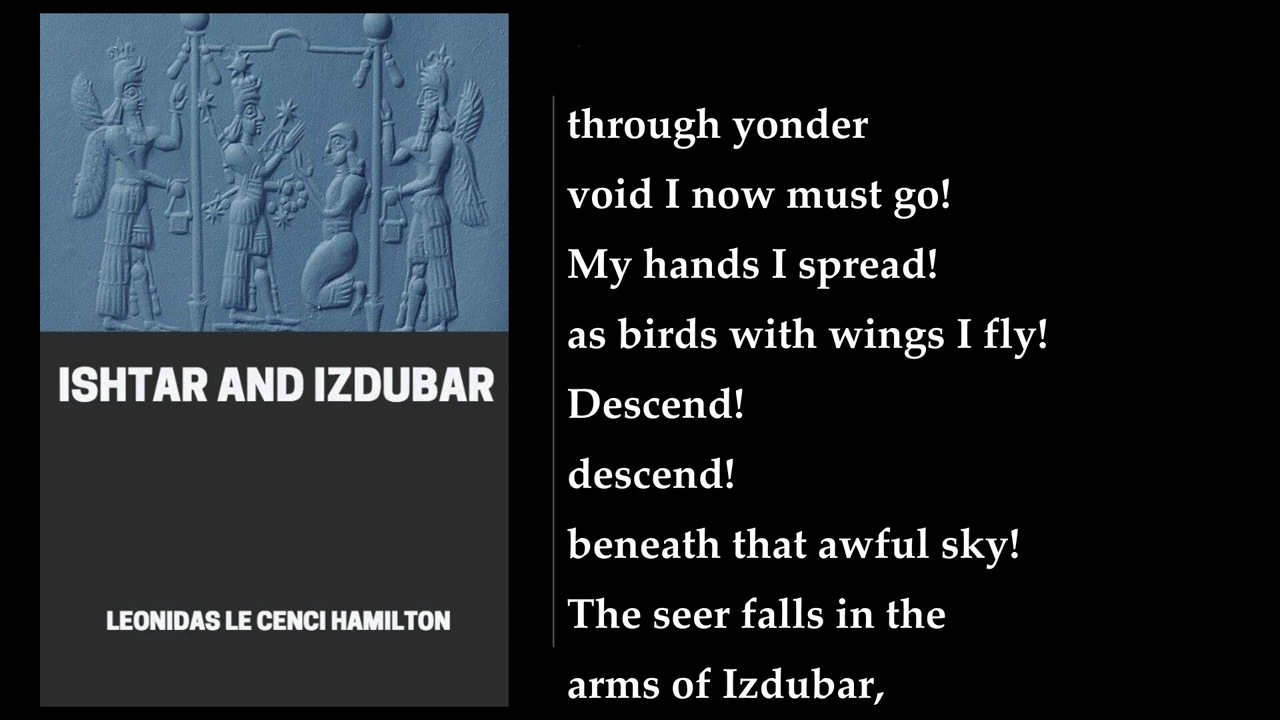 ISHTAR AND IZDUBAR
LEONIDAS LE CENCI HAMILTON
through yonder
void I now must go!
My hands I spread!
as birds with wings I fly!
Descend!
descend!
beneath that awful sky!
The seer falls in the
arms of Izdubar,